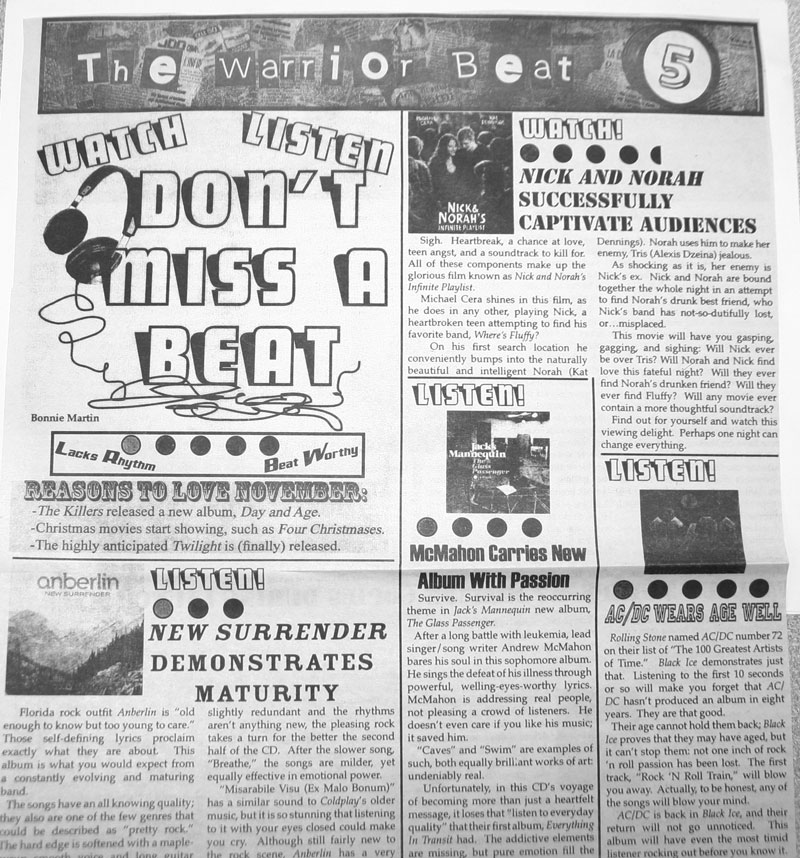 The Warrior Beat 5
WATCH LISTEN
DON'T
MISS A
BEAT
Bonnie Martin
Lacks Rhythm
Beat Worthy
REASONS TO LOVE NOVEMBER:
-The Killers released a new album, Day and Age.
-Christmas movies start showing, such as Four Christmases.
-The highly anticipated Twilight is (finally) released.
NICK &
NORAH'S
INFINITE PLAYLIST
WATCH!
NICK AND NORAH
SUCCESSFULLY
CAPTIVATE AUDIENCES
Sigh. Heartbreak, a chance at love,
teen angst, and a soundtrack to kill for.
All of these components make up the
glorious film known as Nick and Norah's
Infinite Playlist.
Michael Cera shines in this film, as
he does in any other, playing Nick, a
heartbroken teen attempting to find his
favorite band, Where's Fluffy?
On his first search location he
conveniently bumps into the naturally
beautiful and intelligent Norah (Kat
Dennings). Norah uses him to make her
enemy, Tris (Alexis Dzeina) jealous.
As shocking as it is, her enemy is
Nick's ex. Nick and Norah are bound
together the whole night in an attempt
to find Norah's drunk best friend, who
Nick's band has not-so-dutifully lost,
or...misplaced.
This movie will have you gasping,
gagging, and sighing: Will Nick ever
be over Tris? Will Norah and Nick find
love this fateful night? Will they ever
find Norah's drunken friend? Will they
ever find Fluffy? Will any movie ever
contain a more thoughtful soundtrack?
Find out for yourself and watch this
viewing delight. Perhaps one night can
change everything.
anberlin
NEW SURRENDER
LISTEN!
NEW SURRENDER
DEMONSTRATES
MATURITY
Florida rock outfit Anberlin is "old
enough to know but too young to care."
Those self-defining lyrics proclaim
exactly what they are about. This
album is what you would expect from
a constantly evolving and maturing
band.
The songs have an all knowing quality;
they also are one of the few genres that
could be described as "pretty rock."
The hard edge is softened with a maple-
smooth voice and long guitar
slightly redundant and the rhythms
aren't anything new, the pleasing rock
takes a turn for the better the second
half of the CD. After the slower song,
"Breathe," the songs are milder, yet
equally effective in emotional power.
"Misarabile Visu (Ex Malo Bonum)"
has a similar sound to Coldplay's older
music, but it is so stunning that listening
to it with your eyes closed could make
you cry. Although still fairly new to
the rock scene, Anberlin has a very
LISTEN!
Jack's
Mannequin
The
Glass
Passenger
McMahon Carries New
Album With Passion
Survive. Survival is the reoccurring
theme in Jack's Mannequin new album,
The Glass Passenger.
After a long battle with leukemia, lead
singer/song writer Andrew McMahon
bares his soul in this sophomore album.
He sings the defeat of his illness through
powerful, welling-eyes-worthy lyrics.
McMahon is addressing real people,
not pleasing a crowd of listeners. He
doesn't even care if you like his music;
it saved him.
"Caves" and "Swim" are examples of
such, both equally brilliant works of art:
undeniably real.
Unfortunately, in this CD's voyage
of becoming more than just a heartfelt
message, it loses that "listen to everyday
quality" that their first album, Everything
In Transit had. The addictive elements
are missing, but pure emotion fill the
LISTEN!
AC/DC WEARS AGE WELL
Rolling Stone named AC/DC number 72
on their list of "The 100 Greatest Artists
of Time." Black Ice demonstrates just
that. Listening to the first 10 seconds
or so will make you forget that AC/
DC hasn't produced an album in eight
years. They are that good.
Their age cannot hold them back; Black
Ice proves that they may have aged, but
it can't stop them: not one inch of rock
'n roll passion has been lost. The first
track, "Rock 'N Roll Train," will blow
you away. Actually, to be honest, any of
the songs will blow your mind.
AC/DC is back in Black Ice, and their
return will not go unnoticed. This
album will have even the most timid
listener rocking out before you know it.